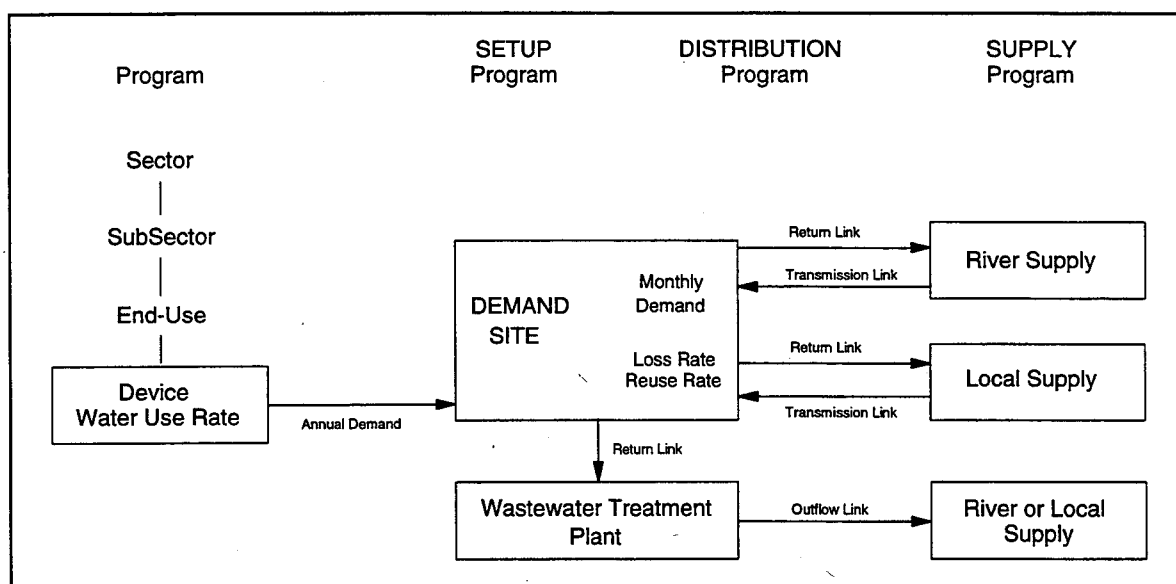 Program
SETUP
Program
DISTRIBUTION
Program
SUPPLY
Program
Sector
SubSector
End-Use
Device
Water Use Rate
Annual Demand
DEMAND
SITE
Monthly
Demand
Loss Rate
Reuse Rate
Return Link
Transmission Link
River Supply
Return Link
Transmission Link
Local Supply
Return Link
Wastewater Treatment
Plant
Outflow Link
River or Local
Supply